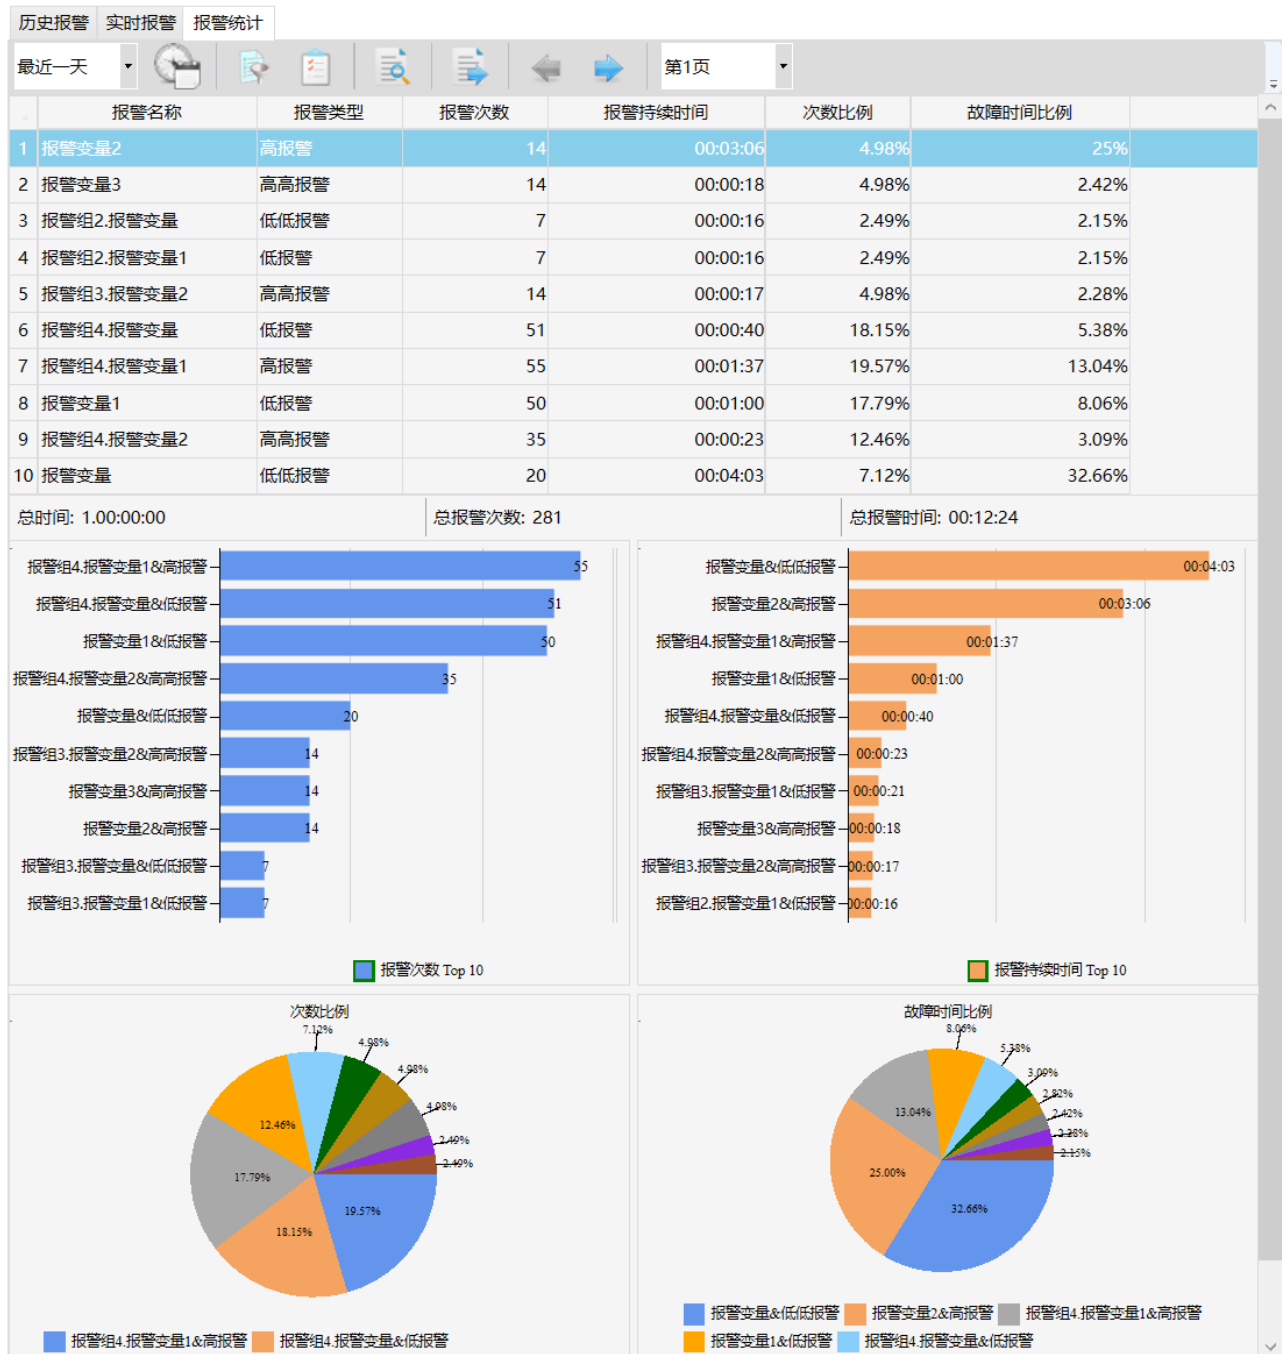 历史报警 实时报警 报警统计
最近一天 第1页
报警名称 报警类型 报警次数 报警持续时间 次数比例 故障时间比例
1 报警变量2 高报警 14 00:03:06 4.98% 25%
2 报警变量3 高高报警 14 00:00:18 4.98% 2.42%
3 报警组2.报警变量 低低报警 7 00:00:16 2.49% 2.15%
4 报警组2.报警变量1 低报警 7 00:00:16 2.49% 2.15%
5 报警组3.报警变量2 高高报警 14 00:00:17 4.98% 2.28%
6 报警组4.报警变量 低报警 51 00:00:40 18.15% 5.38%
7 报警组4.报警变量1 高报警 55 00:01:37 19.57% 13.04%
8 报警变量1 低报警 50 00:01:00 17.79% 8.06%
9 报警组4.报警变量2 高高报警 35 00:00:23 12.46% 3.09%
10 报警变量 低低报警 20 00:04:03 7.12% 32.66%
总时间: 1.00:00:00 总报警次数: 281 总报警时间: 00:12:24
报警组4.报警变量1&高报警 55
报警组4.报警变量&低报警 51
报警变量1&低报警 50
报警组4.报警变量2&高高报警 35
报警变量&低低报警 20
报警组3.报警变量2&高高报警 14
报警变量3&高高报警 14
报警变量2&高报警 14
报警组3.报警变量&低低报警 7
报警组3.报警变量1&低报警 7
报警次数 Top 10
报警变量&低低报警 00:04:03
报警变量2&高报警 00:03:06
报警组4.报警变量1&高报警 00:01:37
报警变量1&低报警 00:01:00
报警组4.报警变量&低报警 00:00:40
报警组4.报警变量2&高高报警 00:00:23
报警组3.报警变量1&低报警 00:00:21
报警变量3&高高报警 00:00:18
报警组3.报警变量2&高高报警 00:00:17
报警组2.报警变量1&低报警 00:00:16
报警持续时间 Top 10
次数比例
7.12%
4.98%
4.98%
4.98%
2.49%
2.49%
12.46%
17.79%
18.15%
19.57%
报警组4.报警变量1&高报警 报警组4.报警变量&低报警
故障时间比例
8.06%
5.38%
3.09%
2.82%
2.42%
2.28%
2.15%
13.04%
25.00%
32.66%
报警变量&低低报警 报警变量2&高报警 报警组4.报警变量1&高报警
报警变量1&低报警 报警组4.报警变量&低报警